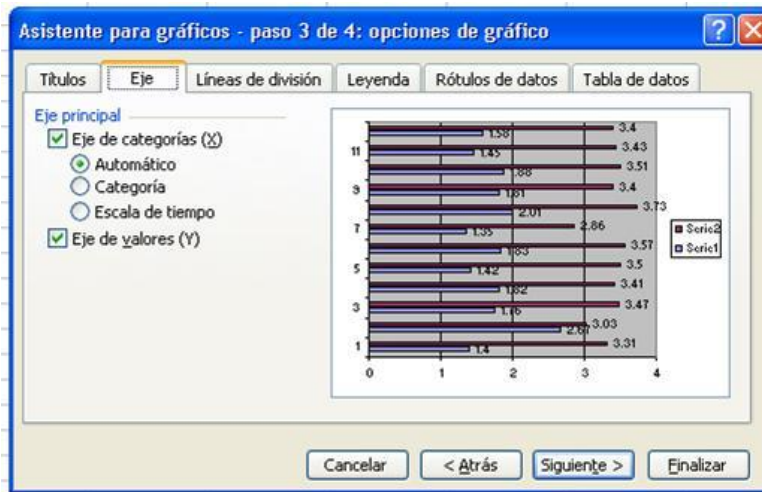 Asistente para gráficos - paso 3 de 4: opciones de gráfico
Títulos Eje Líneas de división Leyenda Rótulos de datos Tabla de datos
Eje principal
Eje de categorías (X)
Automático
Categoría
Escala de tiempo
Eje de valores (Y)
3.4
1.58
11 3.43
1.45
3.51
1.88
9 3.4
1.81
3.73
2.01
7 2.86
1.35
3.57
1.83
5 3.5
1.42
3.41
1.82
3 3.47
1.76
3.03
1 3.31
1.4
0 1 2 3 4
Serie2
Serie1
Cancelar < Atrás Siguiente > Finalizar